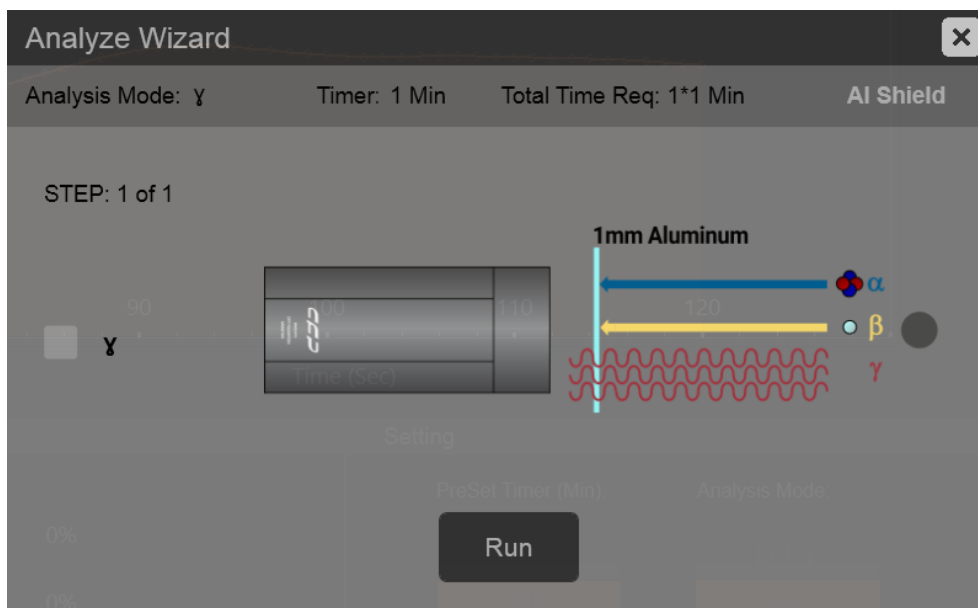 Analyze Wizard
Analysis Mode: ɣ Timer: 1 Min Total Time Req: 1*1 Min Al Shield
STEP: 1 of 1
1mm Aluminum
α
90 100 110 120
β
ɣ
γ
Time (Sec)
Setting
PreSet Timer (Min) Analysis Mode
0%
Run
0%